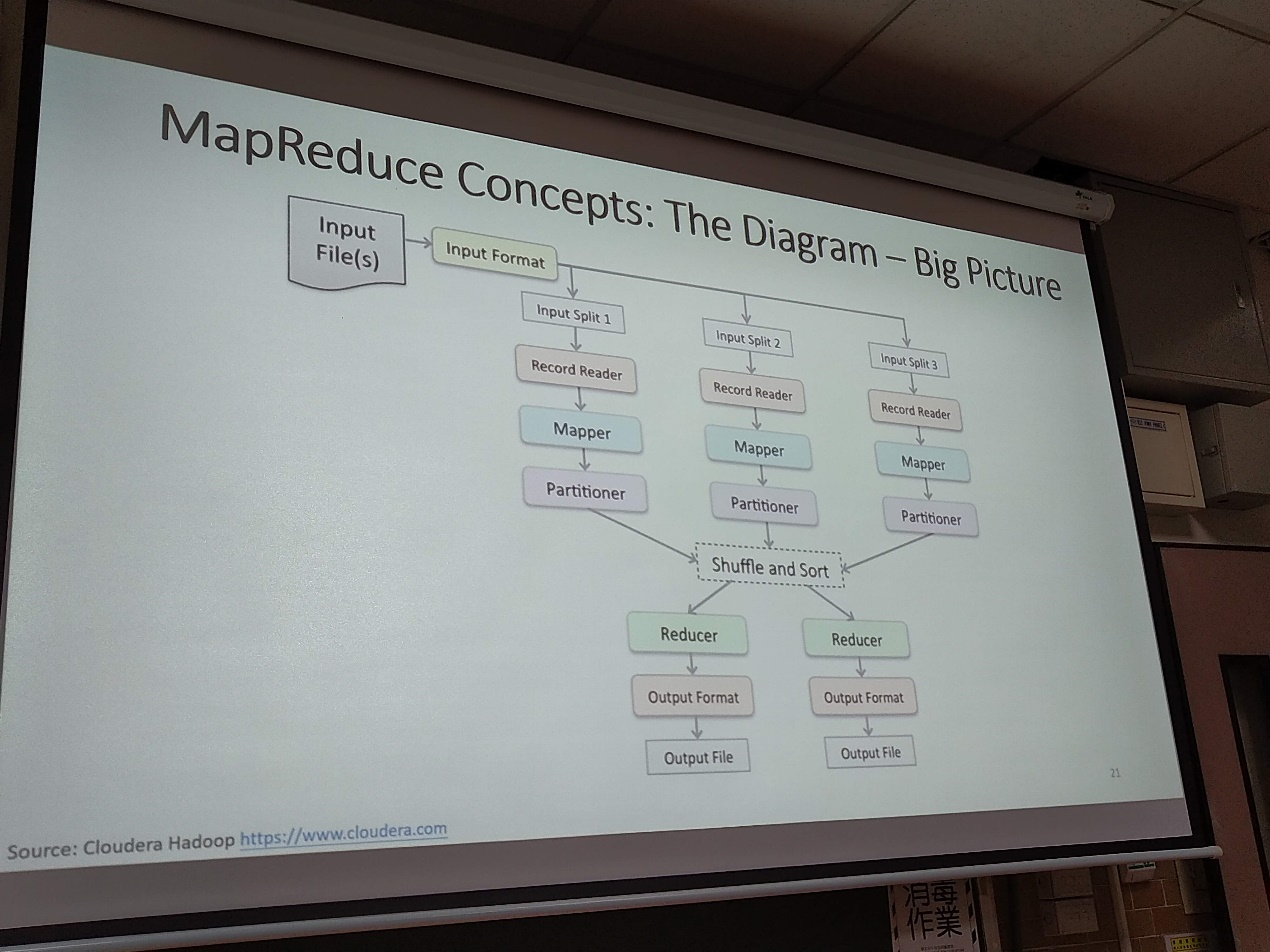 MapReduce Concepts: The Diagram – Big Picture
Input
File(s)
Input Format
Input Split 1
Input Split 2
Input Split 3
Record Reader
Record Reader
Record Reader
Mapper
Mapper
Mapper
Partitioner
Partitioner
Partitioner
Shuffle and Sort
Reducer
Reducer
Output Format
Output Format
Output File
Output File
21
Source: Cloudera Hadoop https://www.cloudera.com
消毒
作業